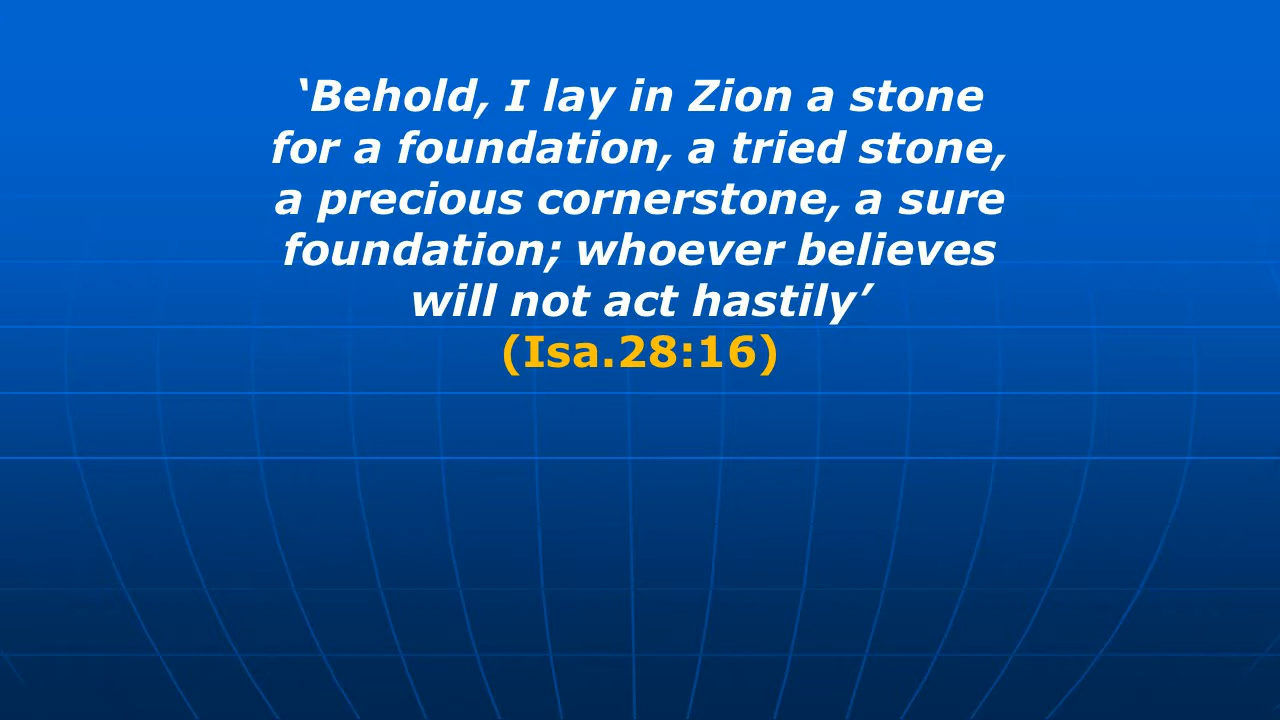 ‘Behold, I lay in Zion a stone
for a foundation, a tried stone,
a precious cornerstone, a sure
foundation; whoever believes
will not act hastily’
(Isa.28:16)